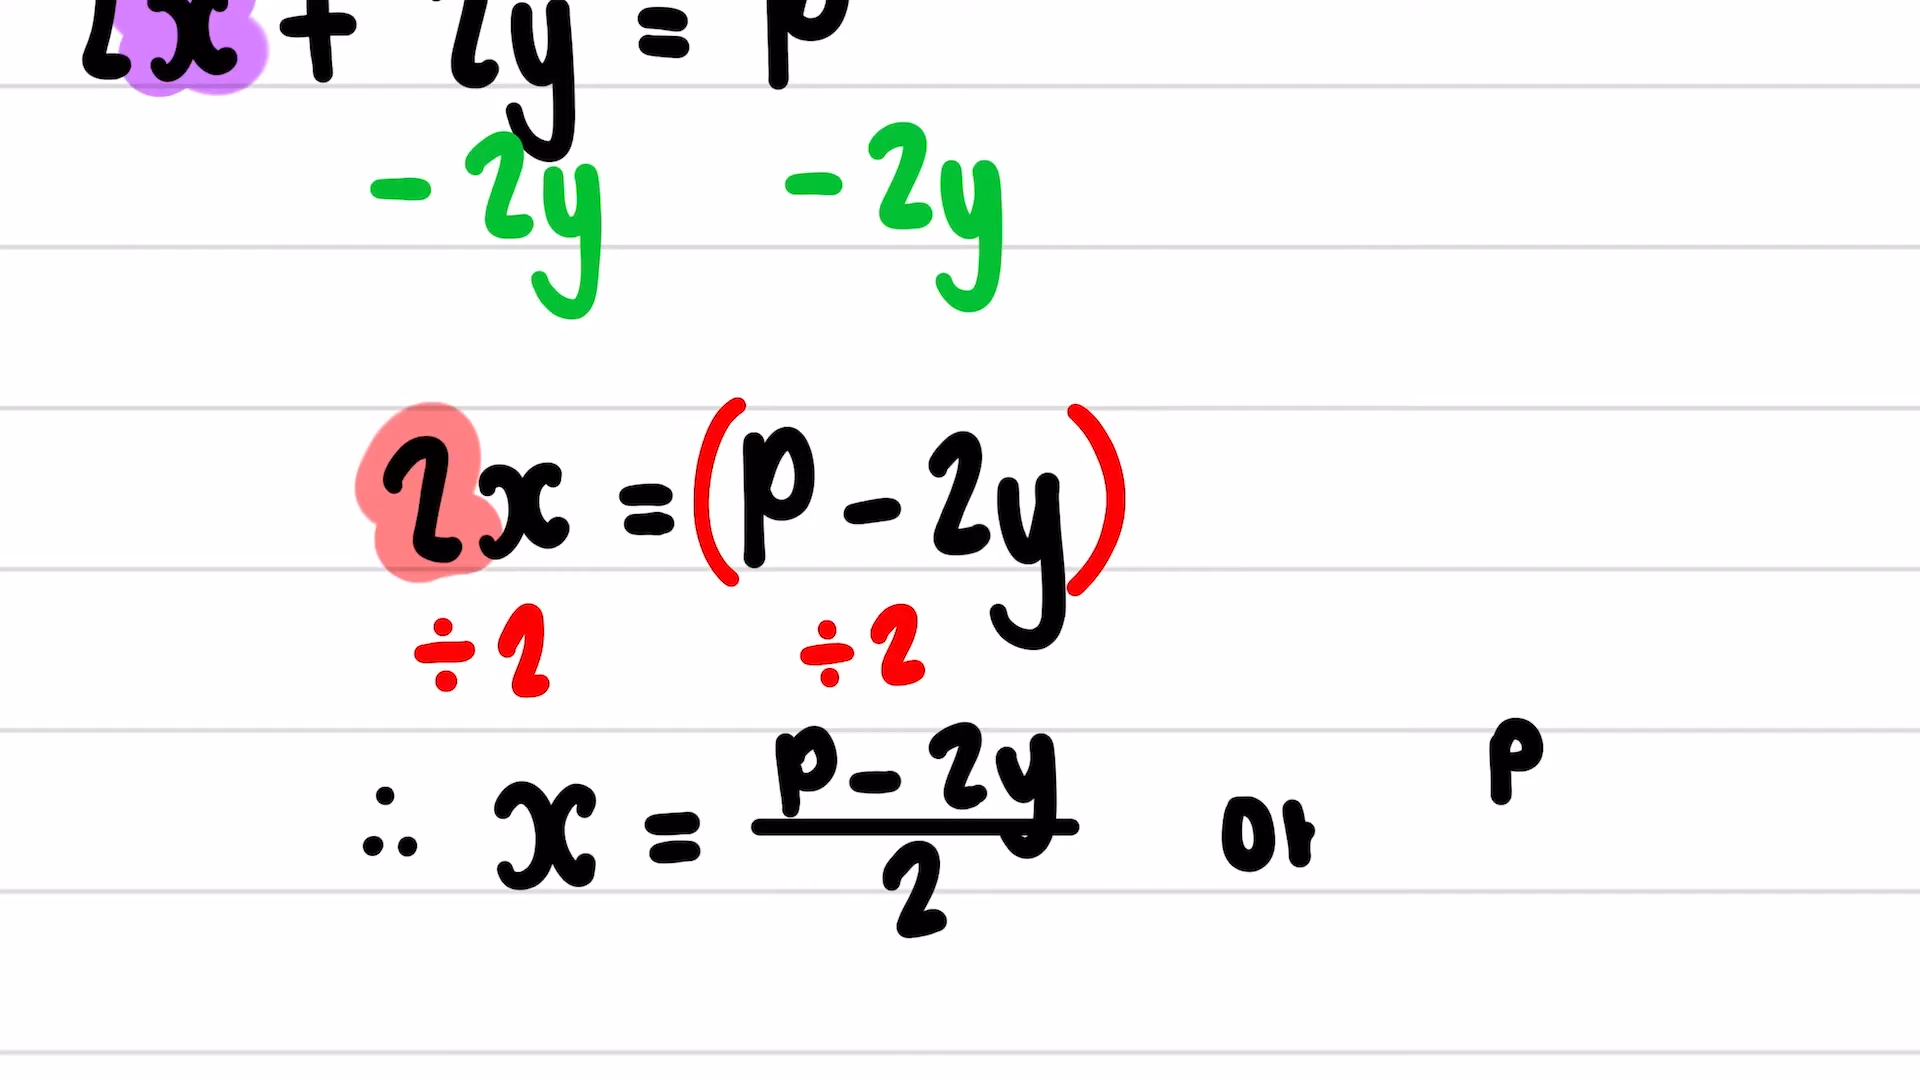 2x + 2y = p
- 2y - 2y
2x = (p - 2y)
÷2 ÷2
∴ x = p - 2y / 2 or p